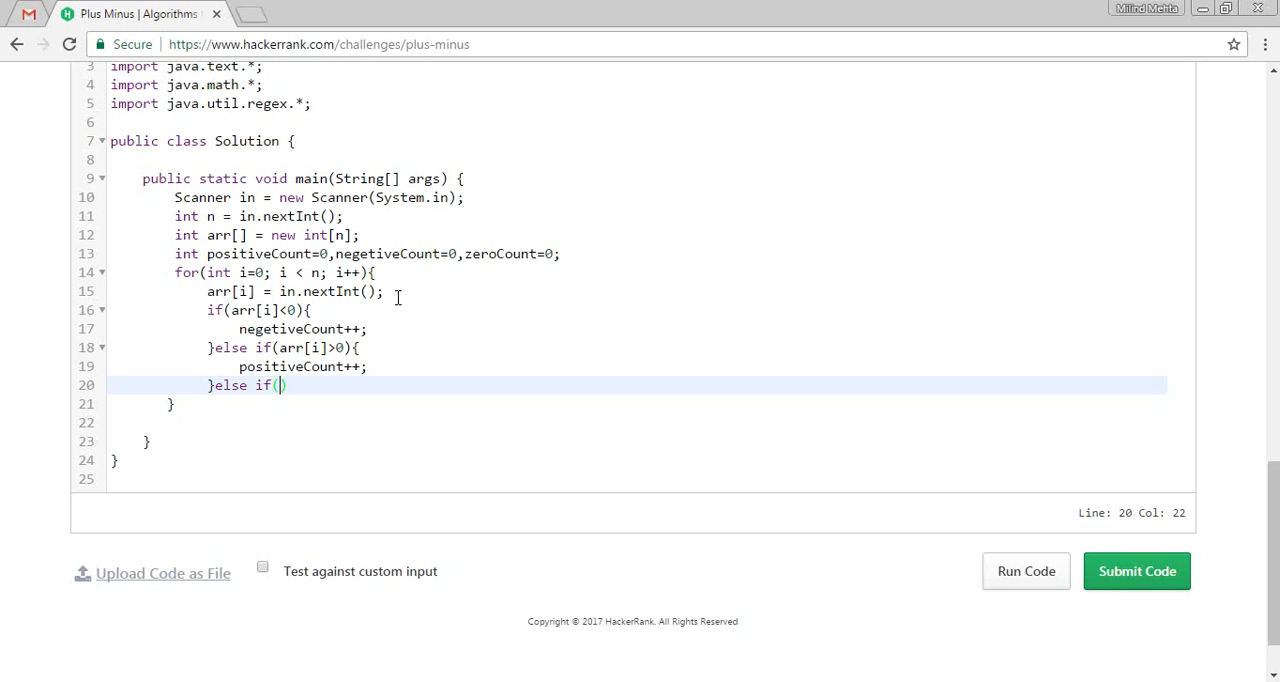 Plus Minus | Algorithms
Milind Mehta
Secure https://www.hackerrank.com/challenges/plus-minus
3 import java.text.*;
4 import java.math.*;
5 import java.util.regex.*;
6
7 public class Solution {
8
9 public static void main(String[] args) {
10 Scanner in = new Scanner(System.in);
11 int n = in.nextInt();
12 int arr[] = new int[n];
13 int positiveCount=0,negetiveCount=0,zeroCount=0;
14 for(int i=0; i < n; i++){
15 arr[i] = in.nextInt();
16 if(arr[i]<0){
17 negetiveCount++;
18 }else if(arr[i]>0){
19 positiveCount++;
20 }else if()
21 }
22
23 }
24 }
25
Line: 20 Col: 22
Upload Code as File
Test against custom input
Run Code
Submit Code
Copyright © 2017 HackerRank. All Rights Reserved